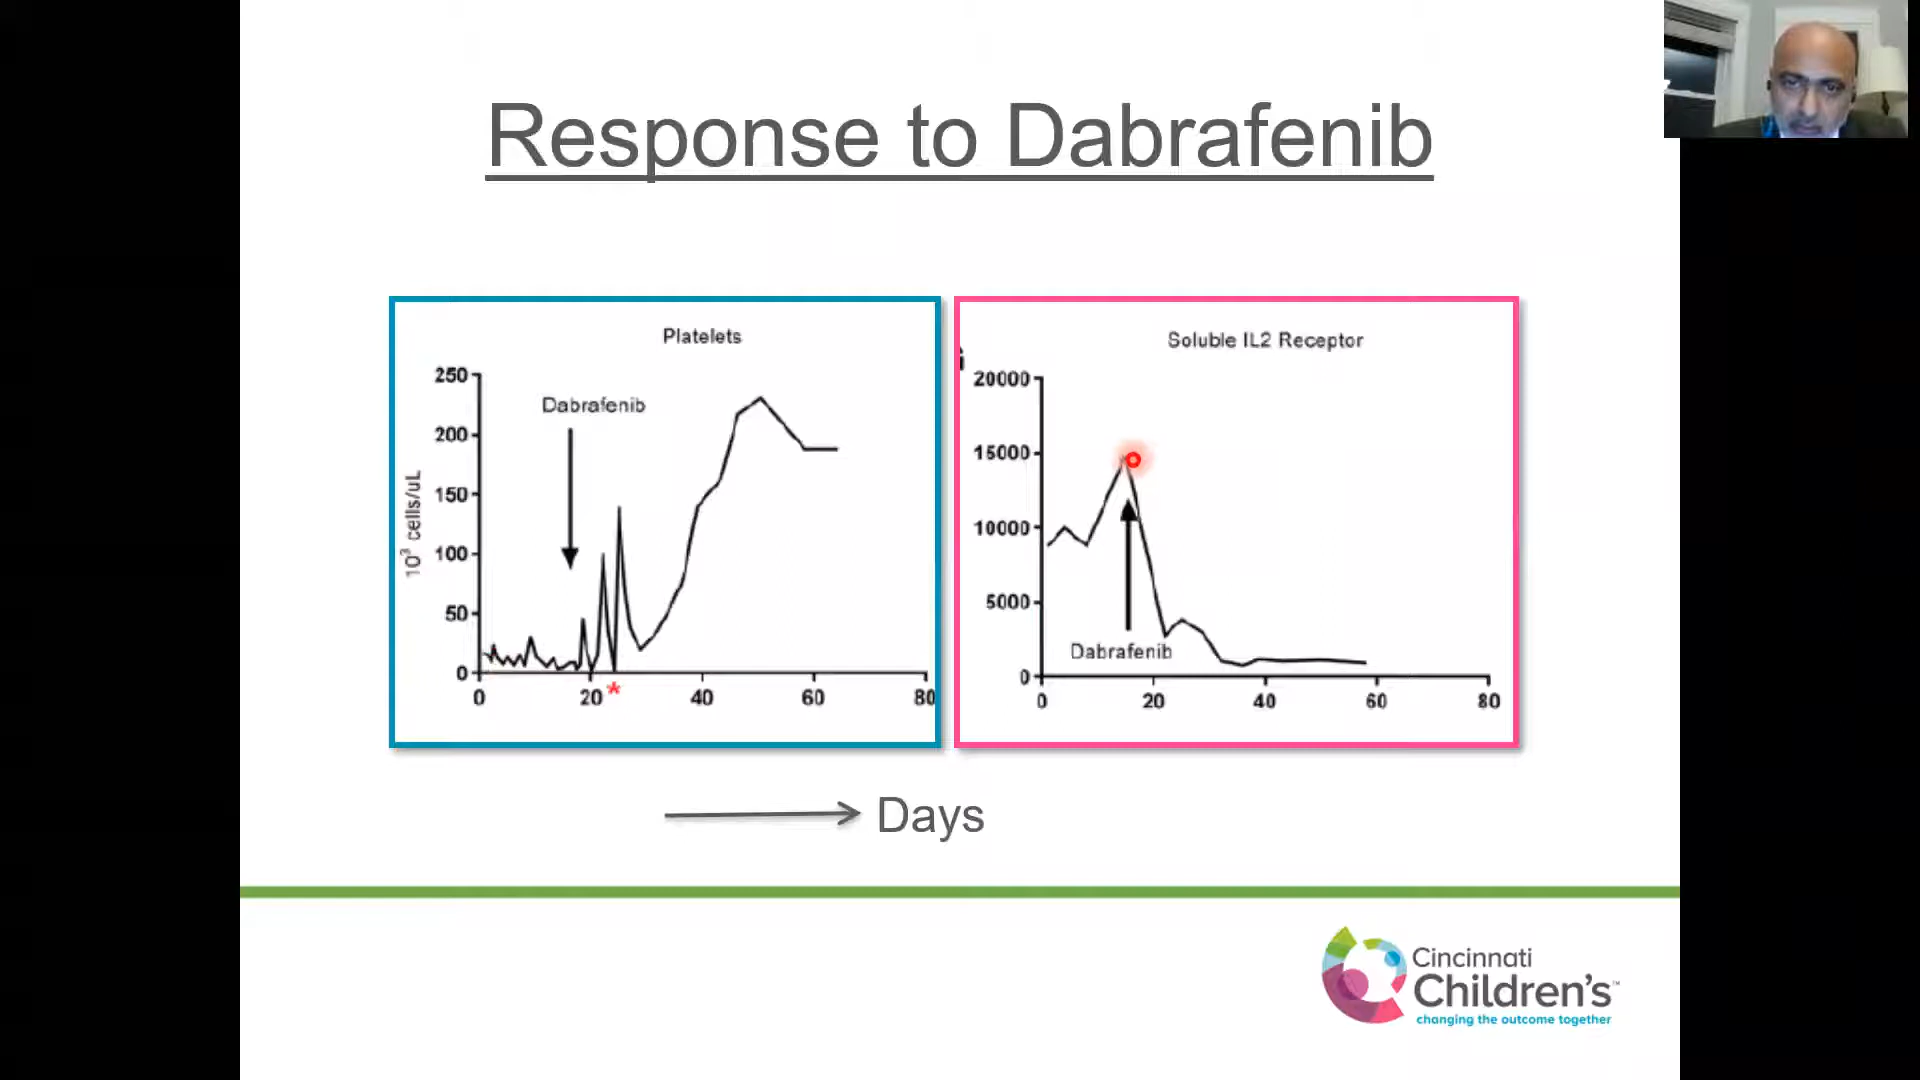 Response to Dabrafenib
Platelets
Dabrafenib
10³ cells/uL
250
200
150
100
50
0
0 20 * 40 60 80
Soluble IL2 Receptor
20000
15000
10000
5000
0
Dabrafenib
0 20 40 60 80
Days
Cincinnati
Children's™
changing the outcome together